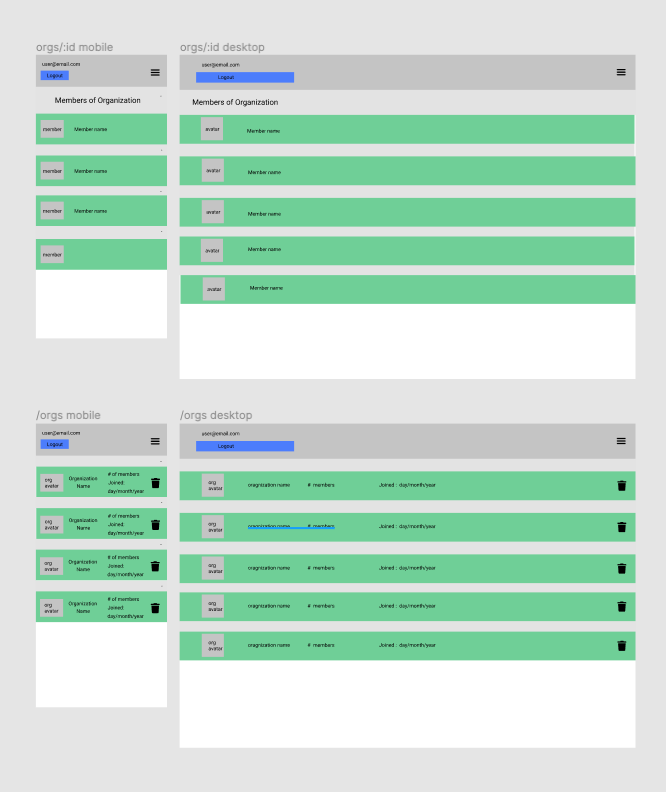 orgs/:id mobile
user@email.com
Logout
Members of Organization
member Member name
member Member name
member Member name
member
orgs/:id desktop
user@email.com
Logout
Members of Organization
avatar Member name
avatar Member name
avatar Member name
avatar Member name
avatar Member name
/orgs mobile
user@email.com
Logout
org avatar Organization Name # of members
Joined:
day/month/year
org avatar Organization Name # of members
Joined:
day/month/year
org avatar Organization Name # of members
Joined:
day/month/year
org avatar Organization Name # of members
Joined:
day/month/year
/orgs desktop
user@email.com
Logout
org avatar oragnization name # members Joined : day/month/year
org avatar oragnization name # members Joined : day/month/year
org avatar oragnization name # members Joined : day/month/year
org avatar oragnization name # members Joined : day/month/year
org avatar oragnization name # members Joined : day/month/year